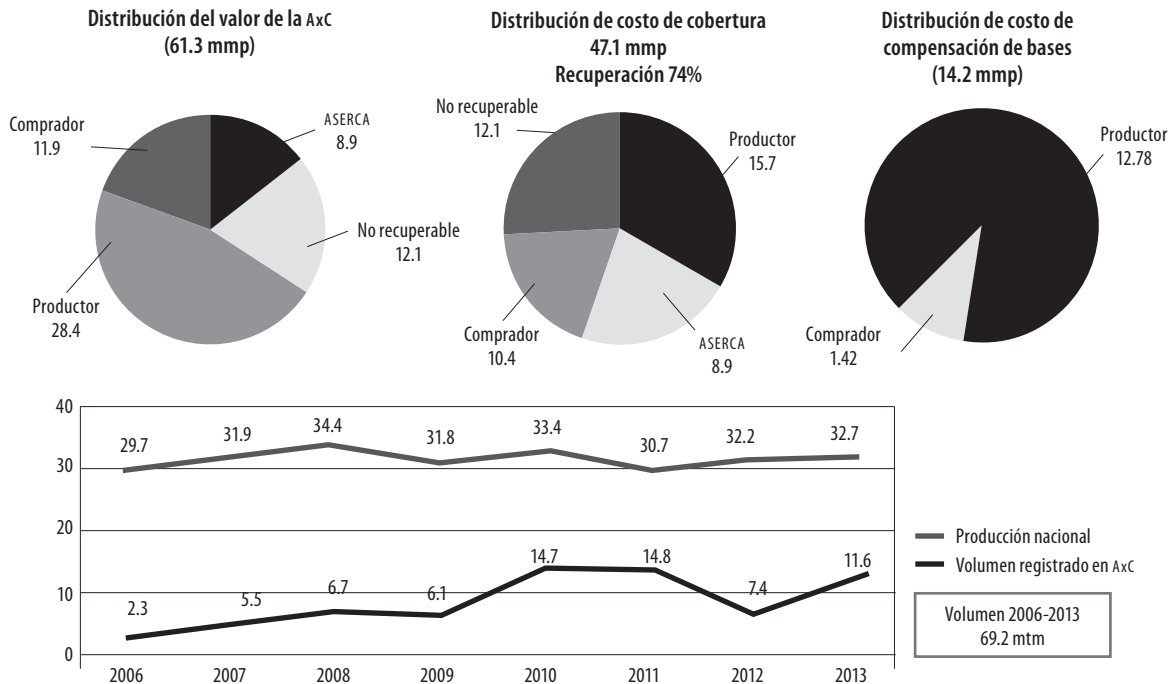 Distribución del valor de la AxC
(61.3 mmp)
Comprador
11.9
ASERCA
8.9
No recuperable
12.1
Productor
28.4
Distribución de costo de cobertura
47.1 mmp
Recuperación 74%
No recuperable
12.1
Productor
15.7
Comprador
10.4
ASERCA
8.9
Distribución de costo de
compensación de bases
(14.2 mmp)
Productor
12.78
Comprador
1.42
40
30
20
10
0
29.7 31.9 34.4 31.8 33.4 30.7 32.2 32.7
2.3 5.5 6.7 6.1 14.7 14.8 7.4 11.6
2006 2007 2008 2009 2010 2011 2012 2013
Producción nacional
Volumen registrado en AxC
Volumen 2006-2013
69.2 mtm